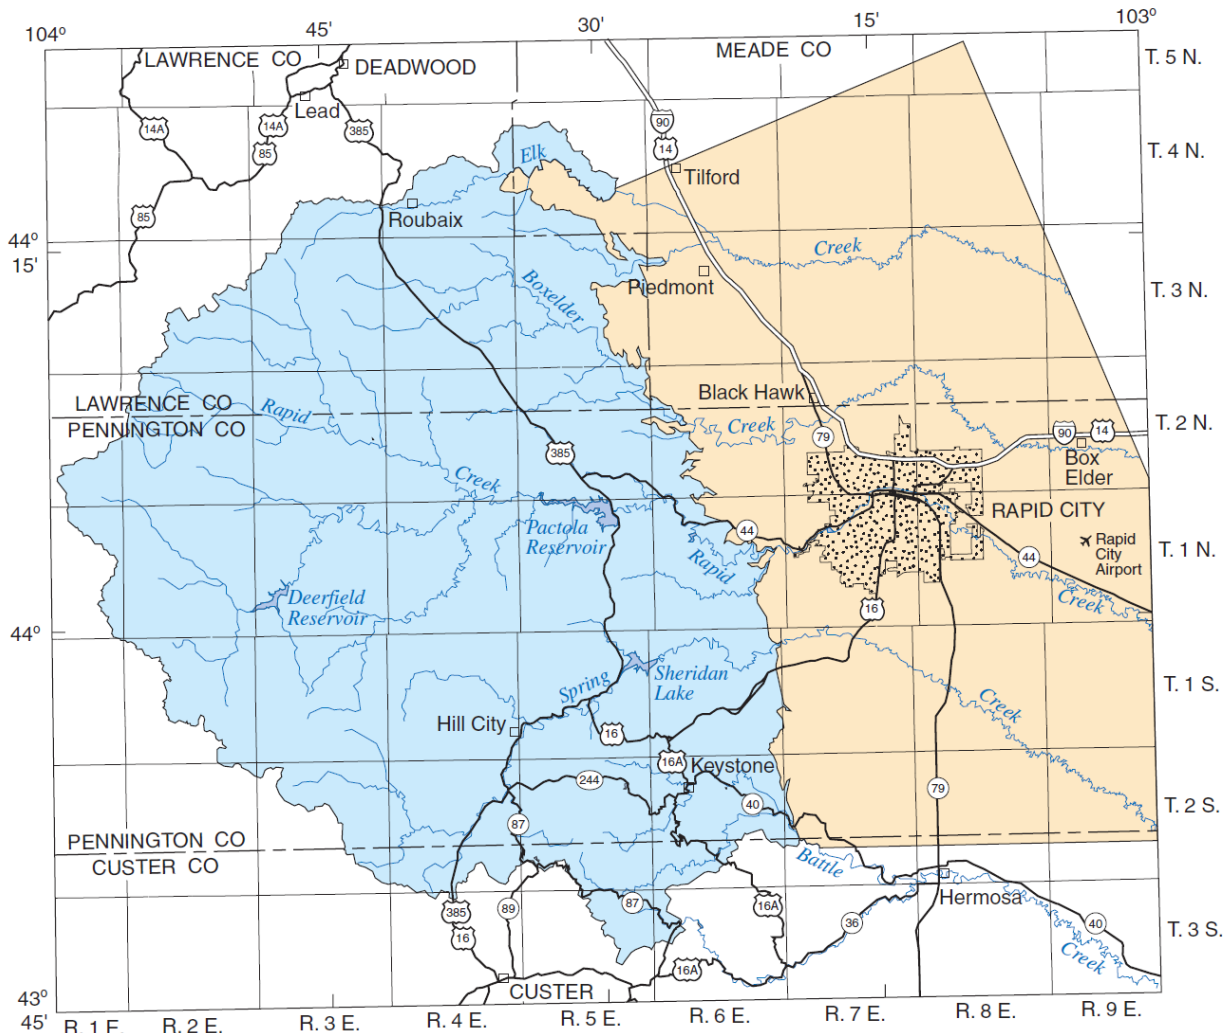 104º
45'
30'
15'
103º
LAWRENCE CO
DEADWOOD
MEADE CO
T. 5 N.
Lead
14A
14A
85
385
90
14
Elk
T. 4 N.
Tilford
85
Roubaix
44º
15'
Creek
Piedmont
Boxelder
T. 3 N.
Black Hawk
LAWRENCE CO
PENNINGTON CO
Rapid
Creek
79
90
14
T. 2 N.
385
Box
Elder
Creek
RAPID CITY
Pactola
Reservoir
44
Rapid
City
Airport
44
T. 1 N.
Rapid
Creek
Deerfield
Reservoir
16
44º
Sheridan
Lake
Spring
T. 1 S.
Creek
Hill City
16
16A
Keystone
244
40
79
T. 2 S.
87
PENNINGTON CO
CUSTER CO
Battle
Hermosa
385
16
89
87
16A
36
40
T. 3 S.
Creek
16A
CUSTER
43º
45'
R. 1 E.
R. 2 E.
R. 3 E.
R. 4 E.
R. 5 E.
R. 6 E.
R. 7 E.
R. 8 E.
R. 9 E.